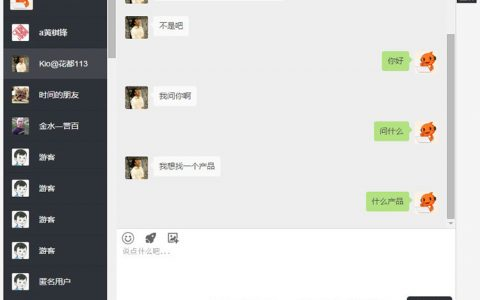 a黄棋锋
Kio@花都113
时间的朋友
金水—营百
游客
游客
游客
游客
匿名用户
不是吧
你好
我问你啊
问什么
我想找一个产品
什么产品
说点什么吧...